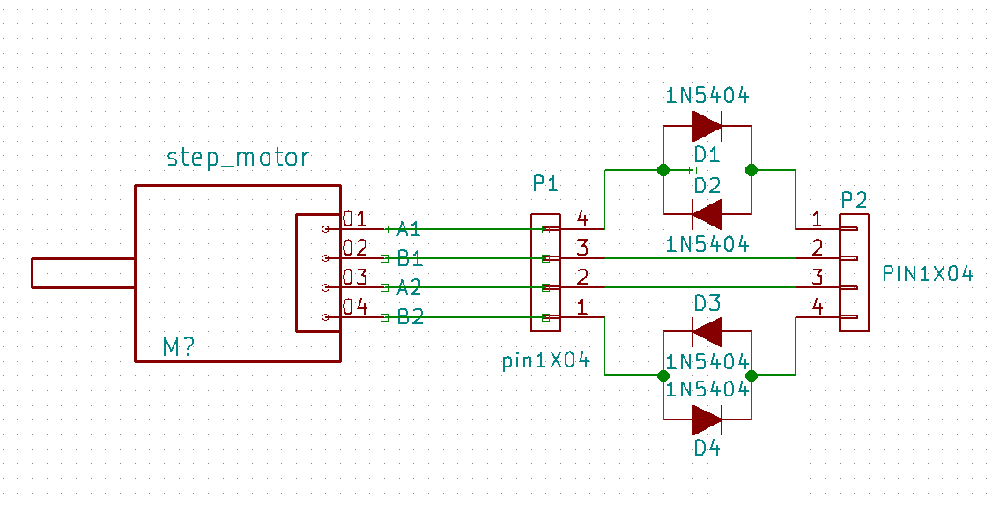 step_motor
M?
01
02
03
04
A1
B1
A2
B2
P1
4
3
2
1
pin1X04
1N5404
D1
D2
1N5404
D3
1N5404
1N5404
D4
P2
1
2
3
4
PIN1X04